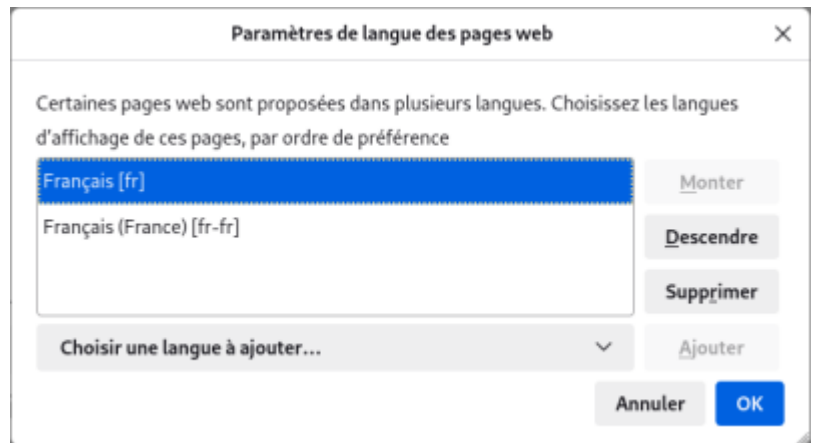 Paramètres de langue des pages web
Certaines pages web sont proposées dans plusieurs langues. Choisissez les langues
d'affichage de ces pages, par ordre de préférence
Français [fr]
Monter
Français (France) [fr-fr]
Descendre
Supprimer
Choisir une langue à ajouter...
Ajouter
Annuler
OK